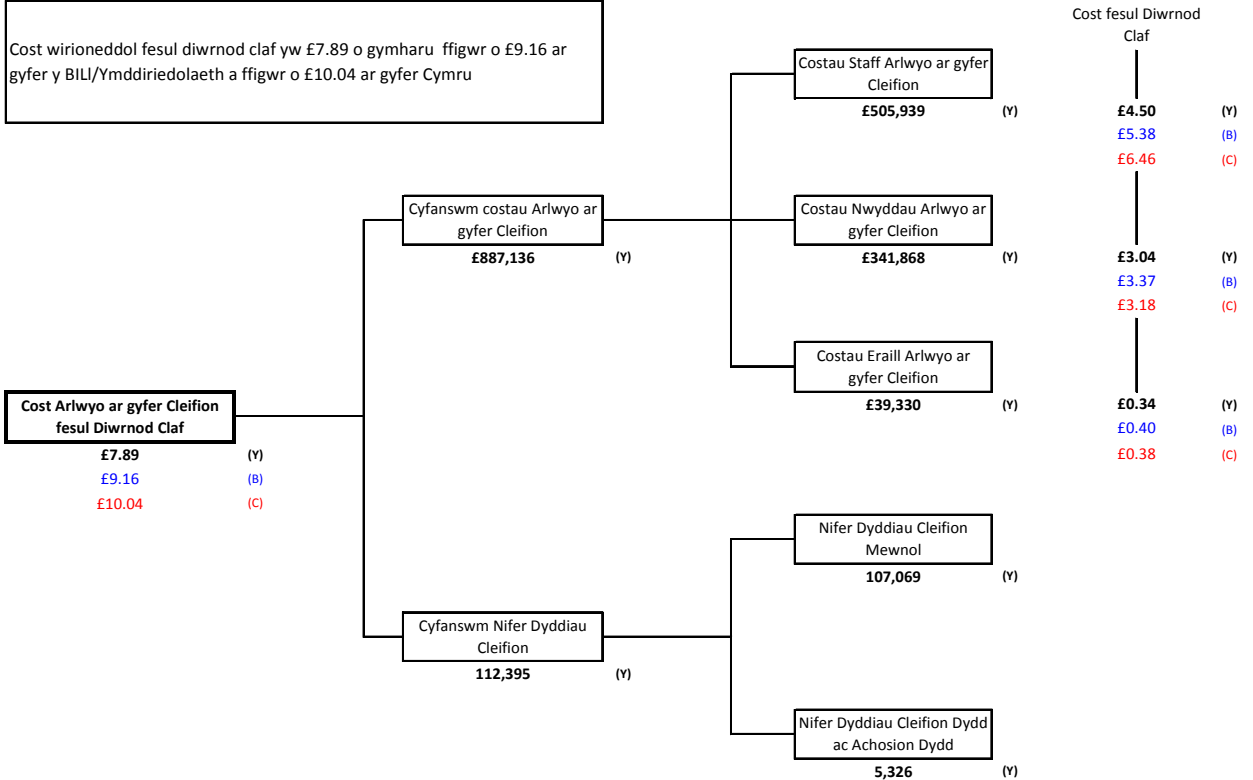 Cost wirioneddol fesul diwrnod claf yw £7.89 o gymharu ffigwr o £9.16 ar
gyfer y BILl/Ymddiriedolaeth a ffigwr o £10.04 ar gyfer Cymru
Cost fesul Diwrnod
Claf
Costau Staff Arlwyo ar gyfer
Cleifion
£505,939 (Y)
£4.50 (Y)
£5.38 (B)
£6.46 (C)
Cyfanswm costau Arlwyo ar
gyfer Cleifion
£887,136 (Y)
Costau Nwyddau Arlwyo ar
gyfer Cleifion
£341,868 (Y)
£3.04 (Y)
£3.37 (B)
£3.18 (C)
Costau Eraill Arlwyo ar
gyfer Cleifion
£39,330 (Y)
£0.34 (Y)
£0.40 (B)
£0.38 (C)
Cost Arlwyo ar gyfer Cleifion
fesul Diwrnod Claf
£7.89 (Y)
£9.16 (B)
£10.04 (C)
Nifer Dyddiau Cleifion
Mewnol
107,069 (Y)
Cyfanswm Nifer Dyddiau
Cleifion
112,395 (Y)
Nifer Dyddiau Cleifion Dydd
ac Achosion Dydd
5,326 (Y)